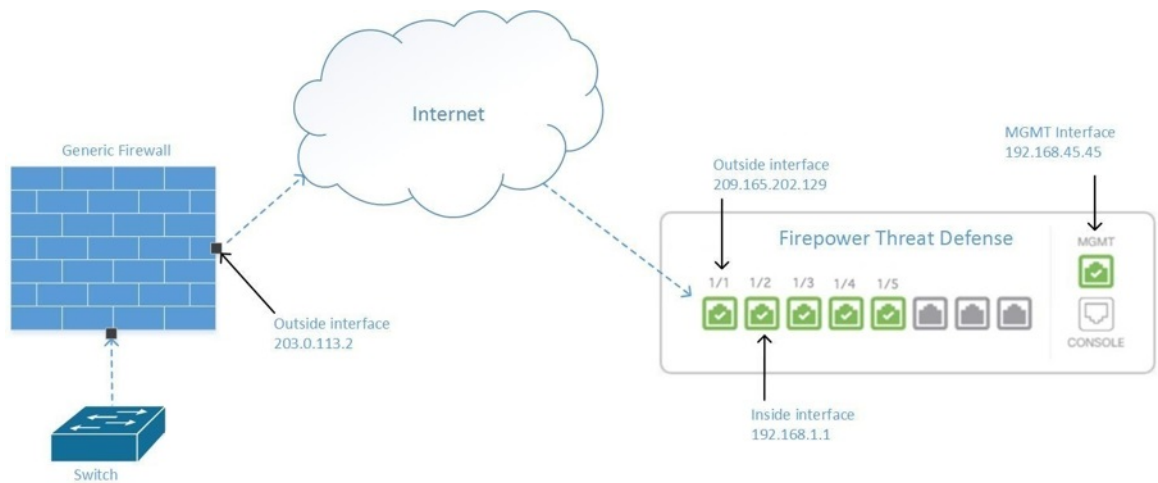 Internet
Generic Firewall
MGMT Interface
192.168.45.45
Outside interface
209.165.202.129
Firepower Threat Defense
MGMT
1/1 1/2 1/3 1/4 1/5
CONSOLE
Outside interface
203.0.113.2
Inside interface
192.168.1.1
Switch